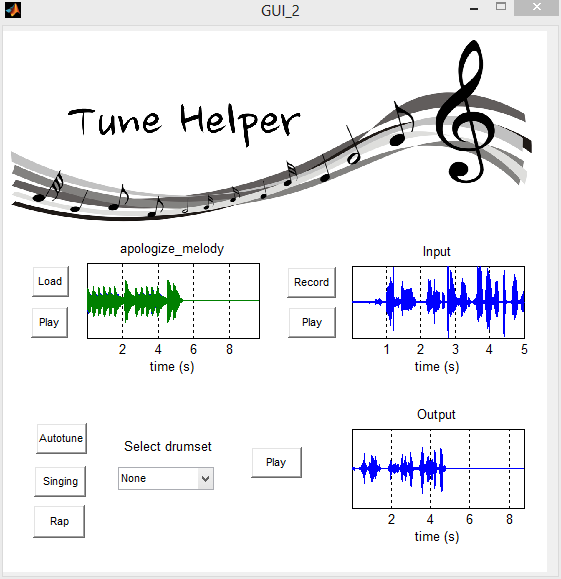 GUI_2
Tune Helper
apologize_melody
Input
Load
Play
Record
Play
2 4 6 8
time (s)
1 2 3 4 5
time (s)
Output
Autotune
Select drumset
Singing
None
Play
Rap
2 4 6 8
time (s)